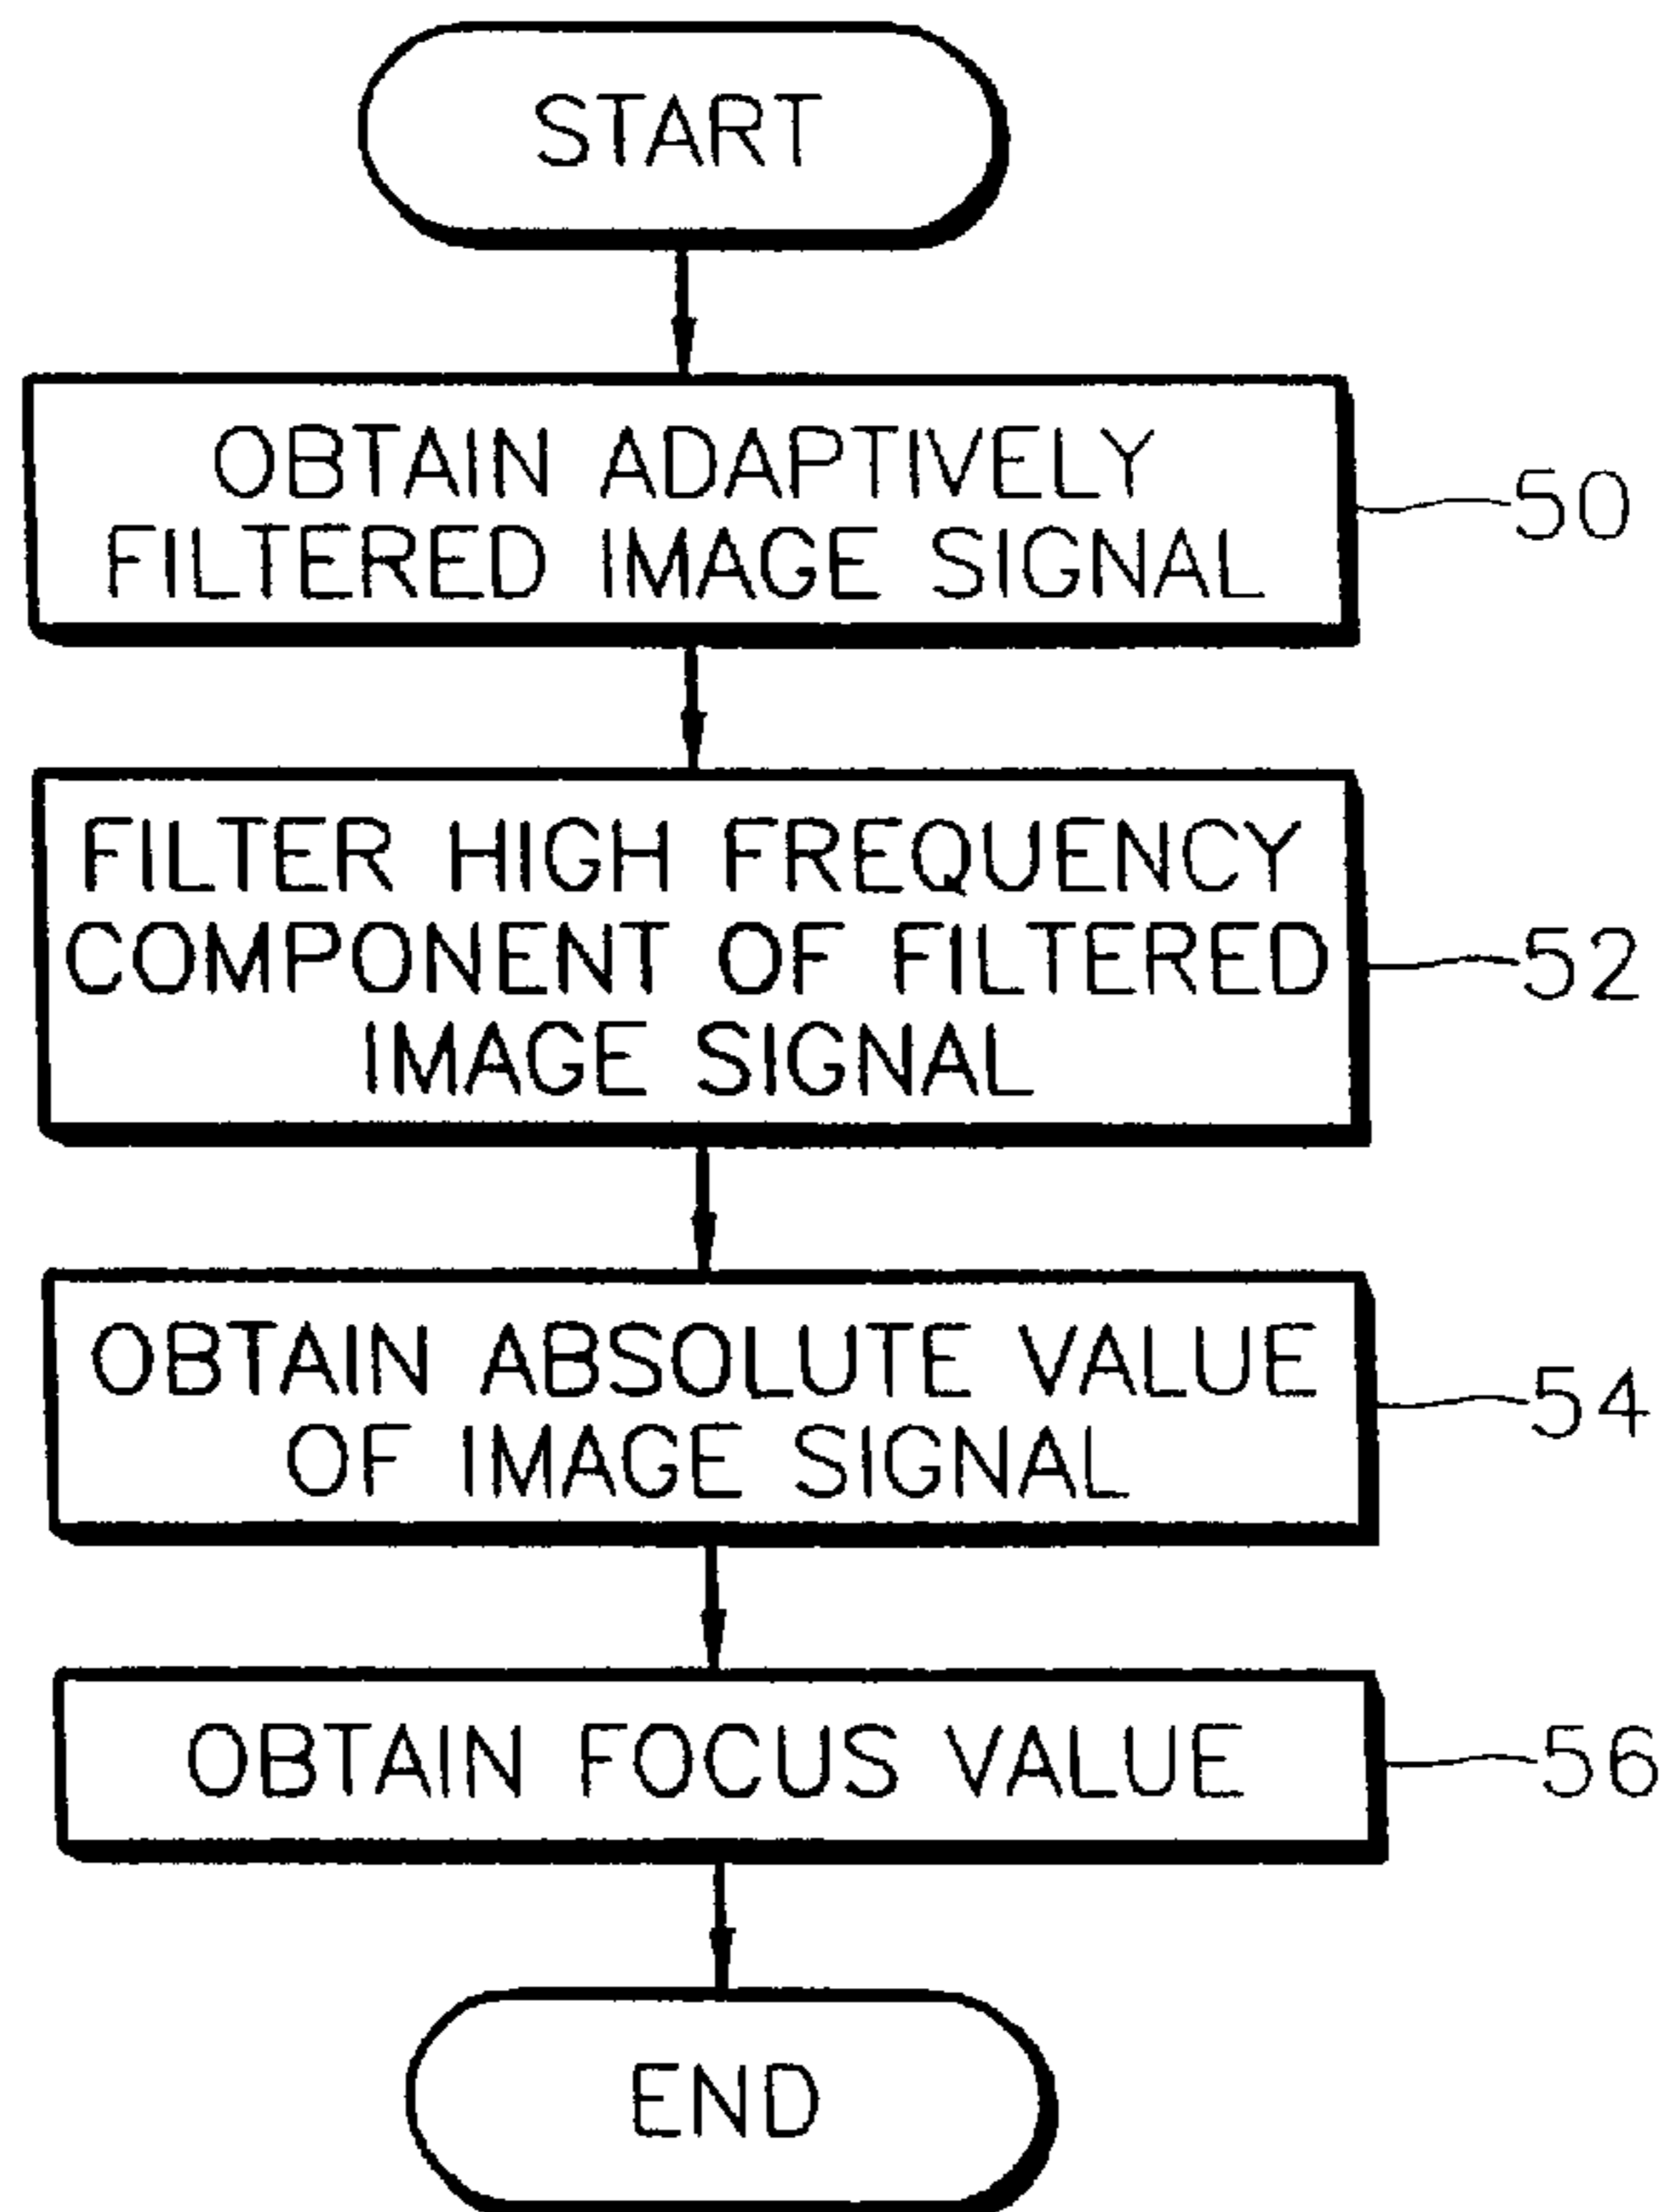 START
OBTAIN ADAPTIVELY
FILTERED IMAGE SIGNAL
50
FILTER HIGH FREQUENCY
COMPONENT OF FILTERED
IMAGE SIGNAL
52
OBTAIN ABSOLUTE VALUE
OF IMAGE SIGNAL
54
OBTAIN FOCUS VALUE
56
END